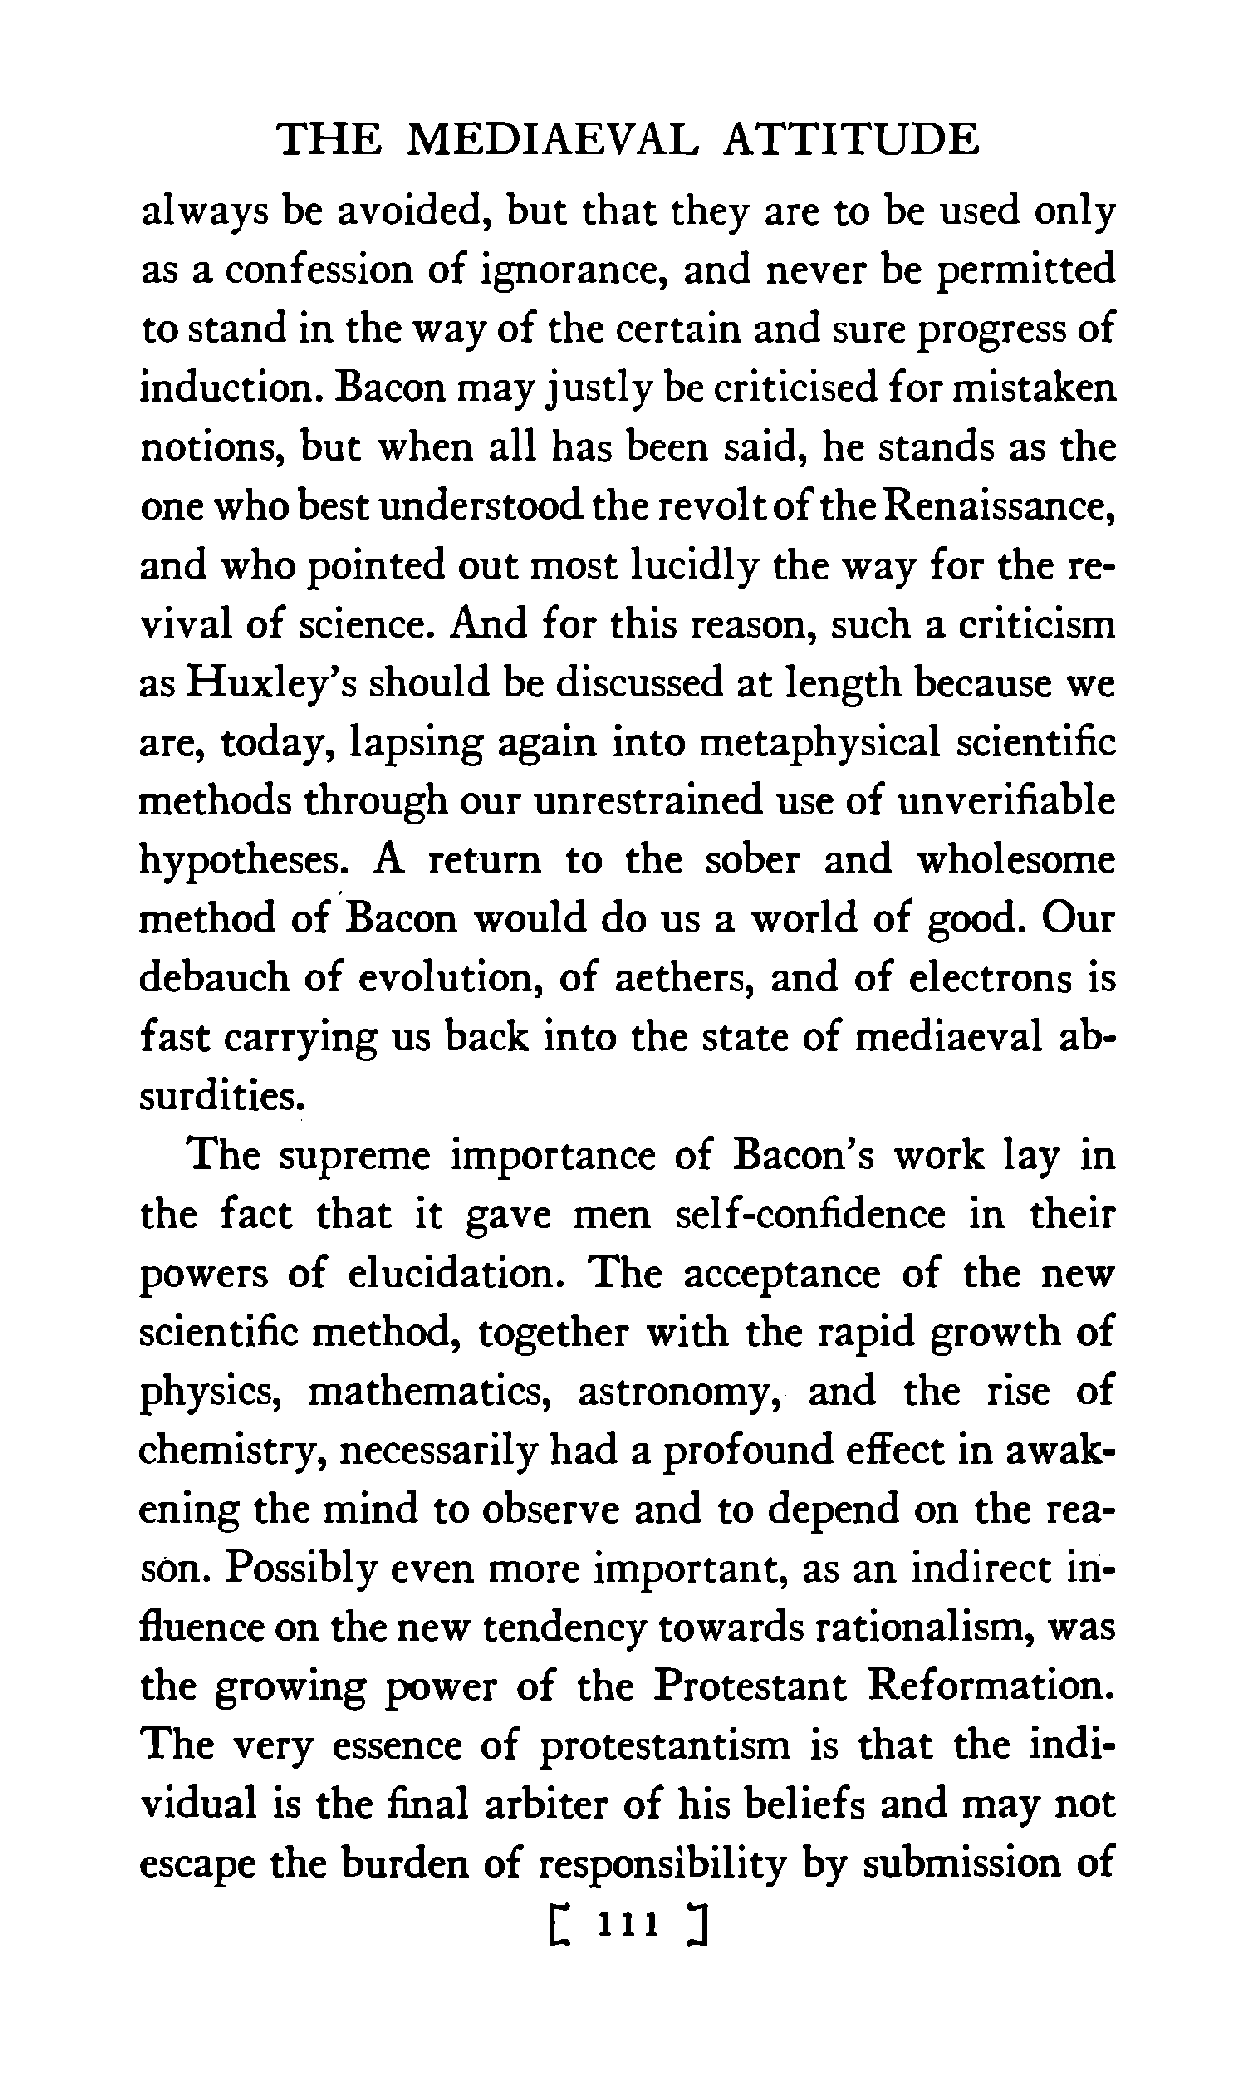 THE MEDIAEVAL ATTITUDE
always be avoided, but that they are to be used only
as a confession of ignorance, and never be permitted
to stand in the way of the certain and sure progress of
induction. Bacon may justly be criticised for mistaken
notions, but when all has been said, he stands as the
one who best understood the revolt of the Renaissance,
and who pointed out most lucidly the way for the re-
vival of science. And for this reason, such a criticism
as Huxley's should be discussed at length because we
are, today, lapsing again into metaphysical scientific
methods through our unrestrained use of unverifiable
hypotheses. A return to the sober and wholesome
method of Bacon would do us a world of good. Our
debauch of evolution, of aethers, and of electrons is
fast carrying us back into the state of mediaeval ab-
surdities.
The supreme importance of Bacon's work lay in
the fact that it gave men self-confidence in their
powers of elucidation. The acceptance of the new
scientific method, together with the rapid growth of
physics, mathematics, astronomy, and the rise of
chemistry, necessarily had a profound effect in awak-
ening the mind to observe and to depend on the rea-
son. Possibly even more important, as an indirect in-
fluence on the new tendency towards rationalism, was
the growing power of the Protestant Reformation.
The very essence of protestantism is that the indi-
vidual is the final arbiter of his beliefs and may not
escape the burden of responsibility by submission of
[ 111 ]